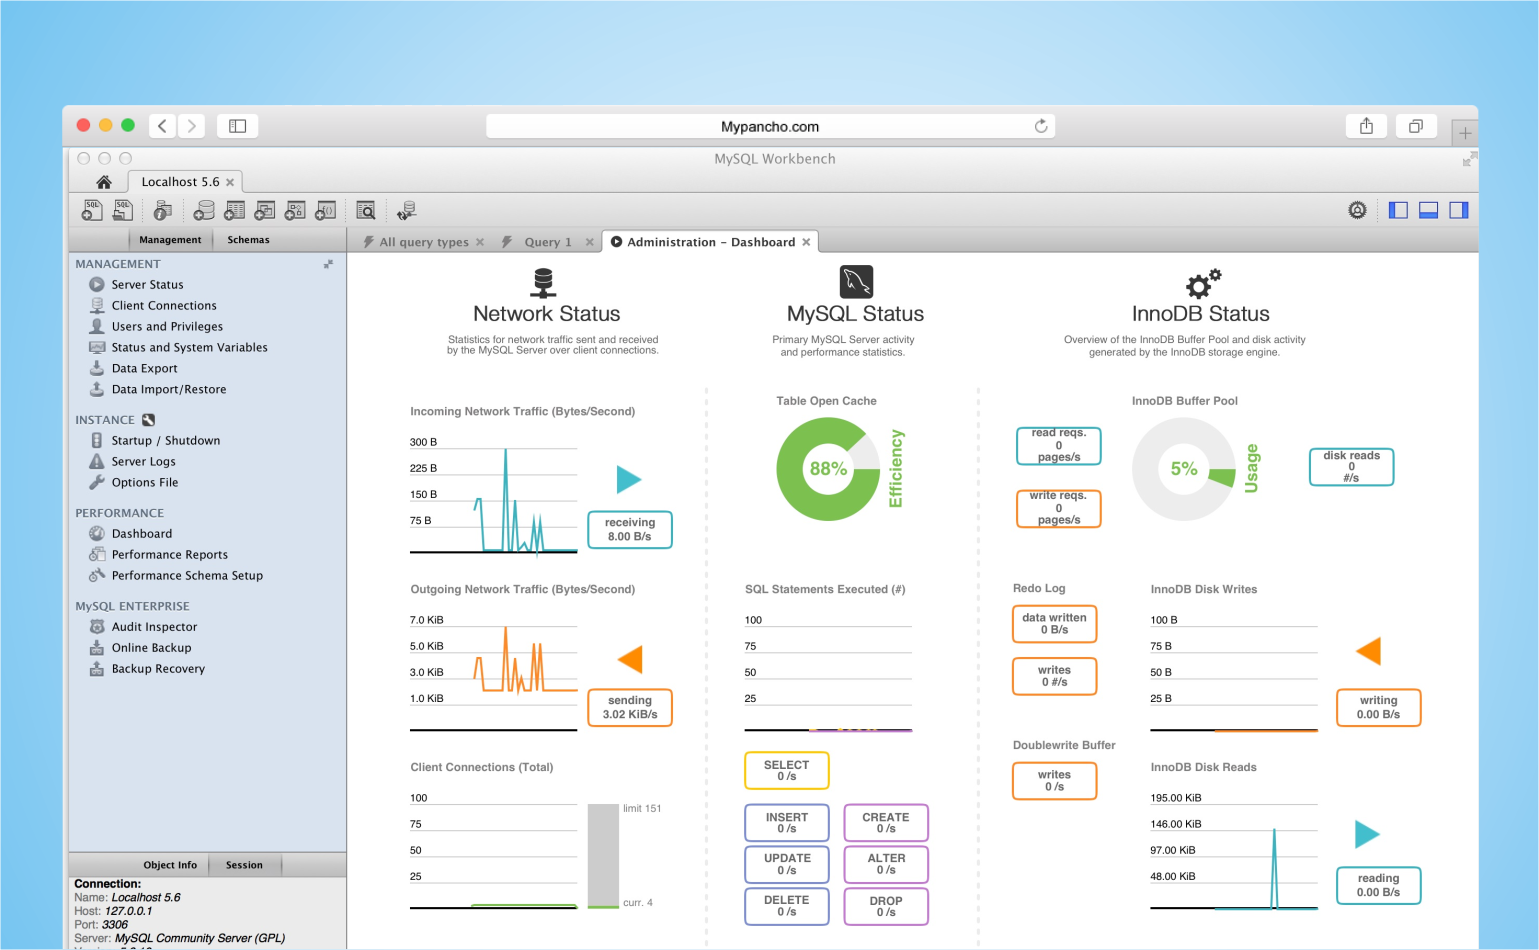 Mypancho.com
MySQL Workbench
Localhost 5.6
SQL
SQL
Management
Schemas
All query types
Query 1
Administration – Dashboard
MANAGEMENT
Server Status
Client Connections
Users and Privileges
Status and System Variables
Data Export
Data Import/Restore
INSTANCE
Startup / Shutdown
Server Logs
Options File
PERFORMANCE
Dashboard
Performance Reports
Performance Schema Setup
MySQL ENTERPRISE
Audit Inspector
Online Backup
Backup Recovery
Object Info
Session
Connection:
Name: Localhost 5.6
Host: 127.0.0.1
Port: 3306
Server: MySQL Community Server (GPL)
Network Status
Statistics for network traffic sent and received
by the MySQL Server over client connections.
Incoming Network Traffic (Bytes/Second)
300 B
225 B
150 B
75 B
receiving
8.00 B/s
Outgoing Network Traffic (Bytes/Second)
7.0 KiB
5.0 KiB
3.0 KiB
1.0 KiB
sending
3.02 KiB/s
Client Connections (Total)
100
75
50
25
limit 151
curr. 4
MySQL Status
Primary MySQL Server activity
and performance statistics.
Table Open Cache
88%
Efficiency
SQL Statements Executed (#)
100
75
50
25
SELECT
0 /s
INSERT
0 /s
CREATE
0 /s
UPDATE
0 /s
ALTER
0 /s
DELETE
0 /s
DROP
0 /s
InnoDB Status
Overview of the InnoDB Buffer Pool and disk activity
generated by the InnoDB storage engine.
InnoDB Buffer Pool
read reqs.
0
pages/s
write reqs.
0
pages/s
5%
Usage
disk reads
0
#/s
Redo Log
data written
0 B/s
writes
0 #/s
Doublewrite Buffer
writes
0 /s
InnoDB Disk Writes
100 B
75 B
50 B
25 B
writing
0.00 B/s
InnoDB Disk Reads
195.00 KiB
146.00 KiB
97.00 KiB
48.00 KiB
reading
0.00 B/s